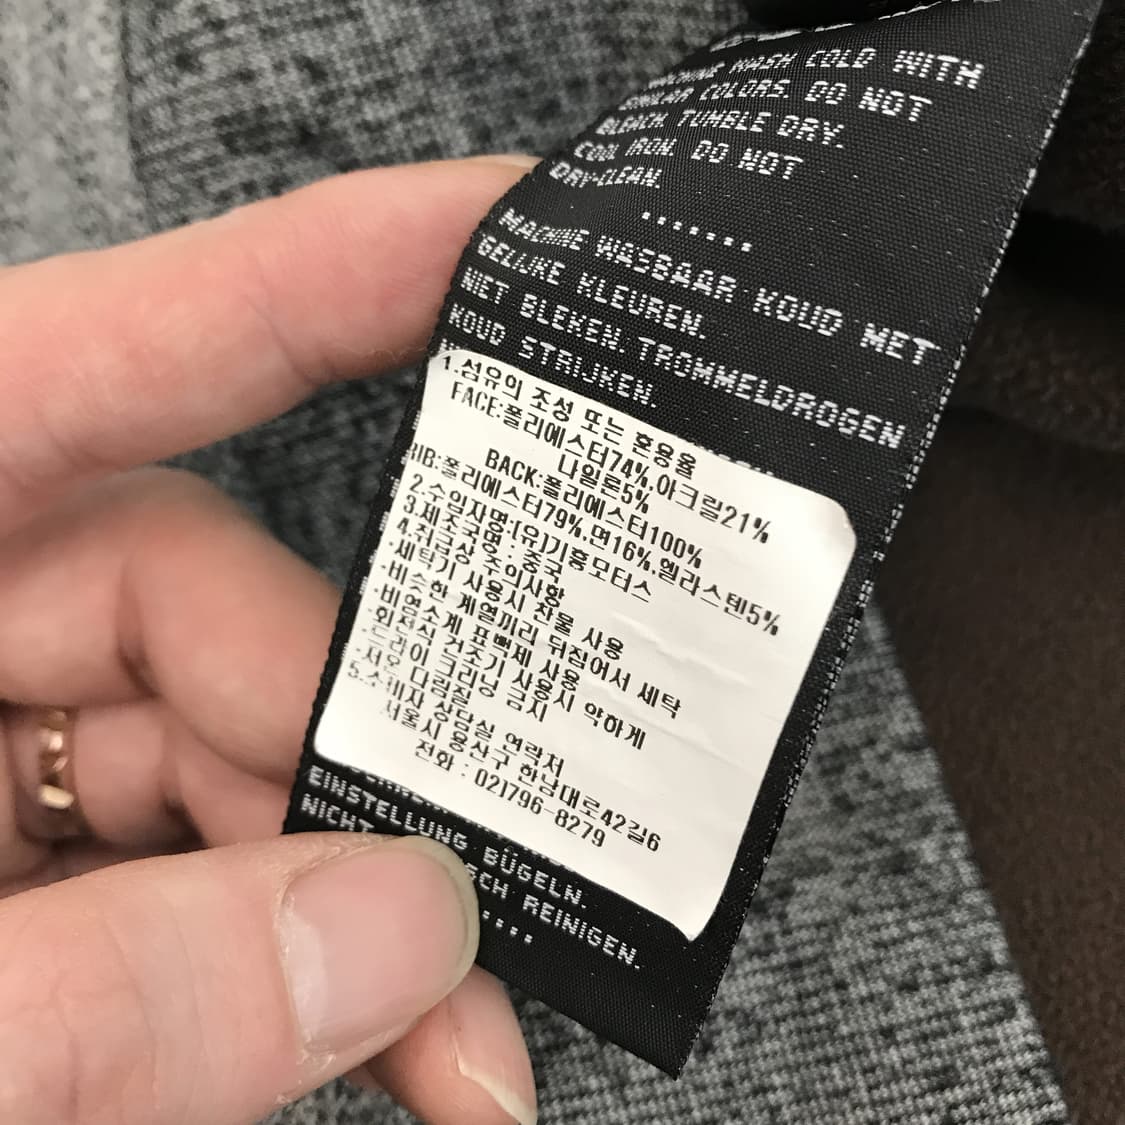 MACHINE WASH COLD WITH
SIMILAR COLORS. DO NOT
BLEACH. TUMBLE DRY.
COOL IRON. DO NOT
DRY-CLEAN.
.......
MACHINE WASBAAR KOUD MET
GELIJKE KLEUREN.
NIET BLEKEN. TROMMELDROGEN
KOUD STRIJKEN.
1.섬유의 조성 또는 혼용율
FACE:폴리에스터74%,아크릴21%
나일론5%
BACK:폴리에스터100%
RIB:폴리에스터79%,면16%,엘라스텐5%
2.수입자명:(유)기흥모터스
3.제조국명:중국
4.취급상 주의사항
-세탁기 사용시 찬물 사용
-비슷한 계열끼리 뒤집어서 세탁
-비염소계 표백제 사용
-회전식 건조기 사용시 약하게
-드라이 크리닝 금지
-저온 다림질
5.소비자 상담실 연락처
서울시 용산구 한남대로42길6
전화 : 02)796-8279
EINSTELLUNG BÜGELN.
NICHT REINIGEN.
.....